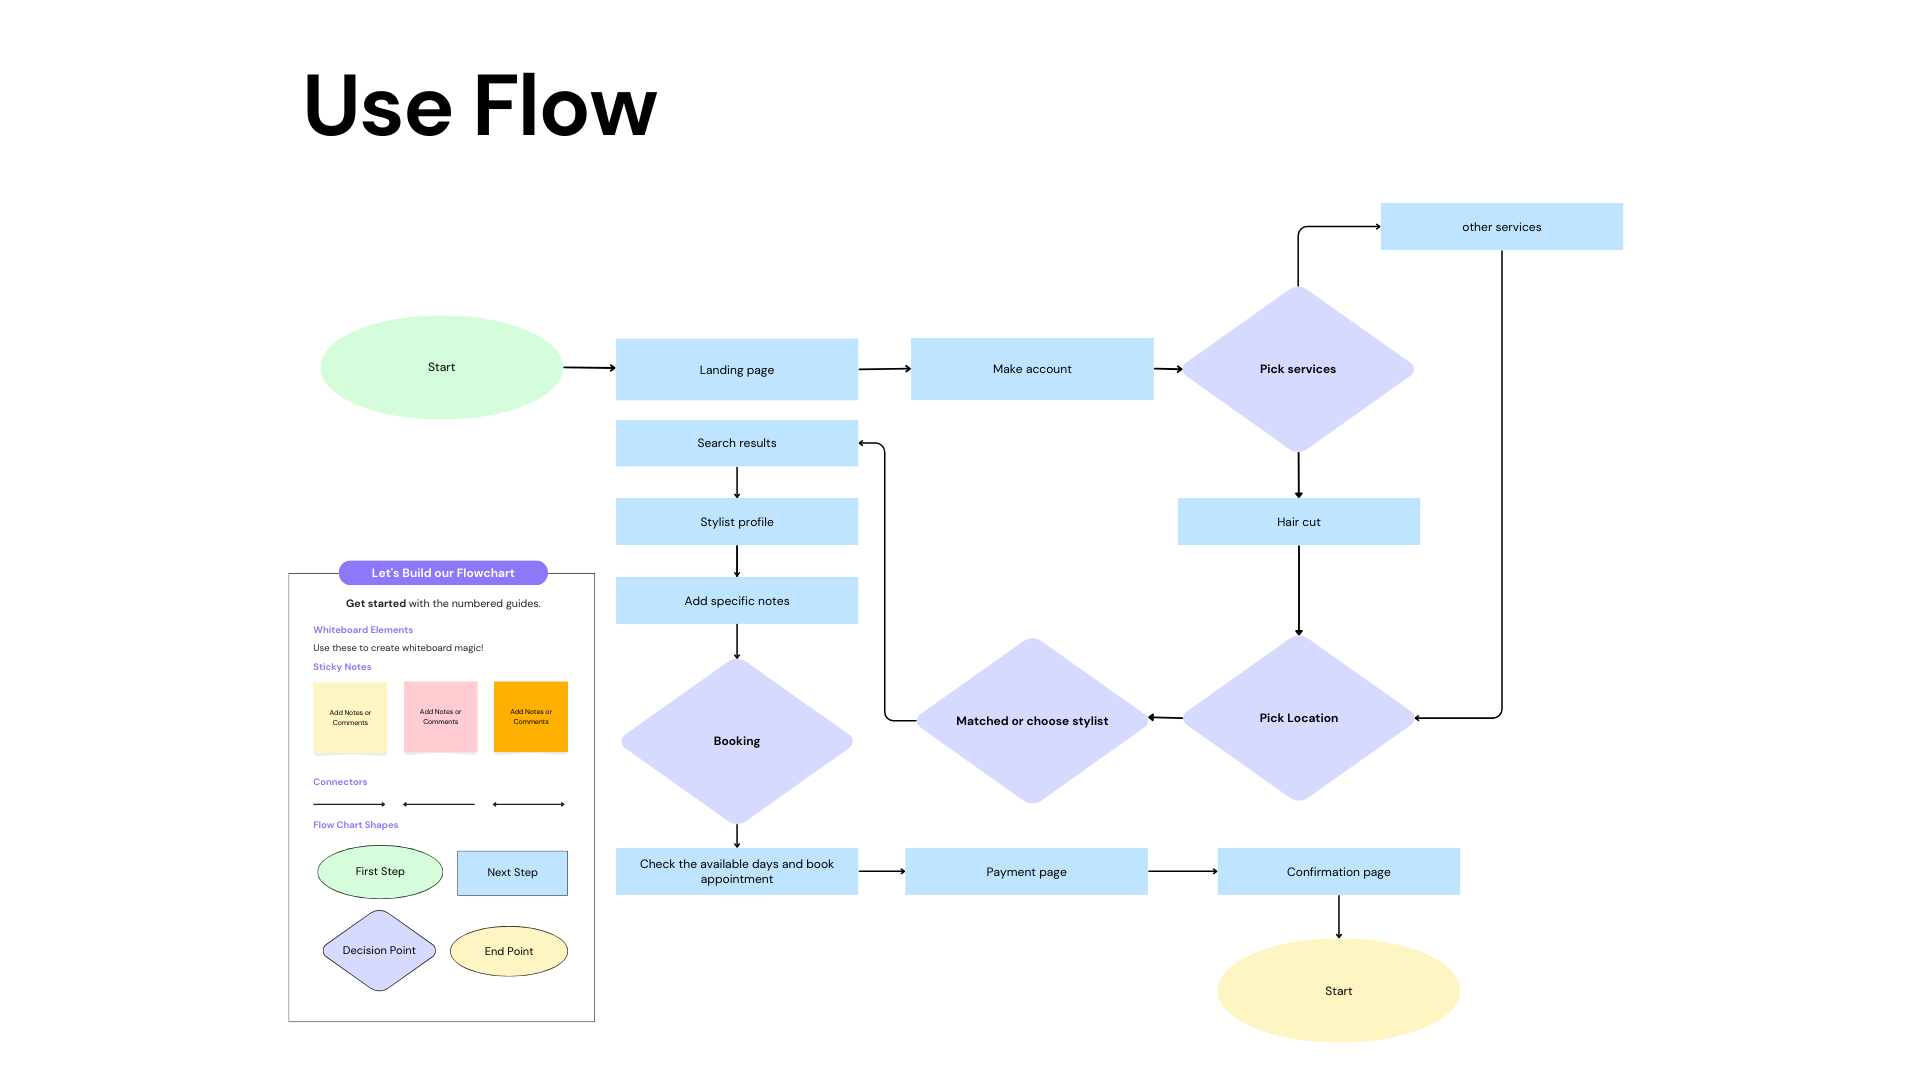 Use Flow
other services
Start
Landing page
Make account
Pick services
Search results
Stylist profile
Hair cut
Add specific notes
Booking
Matched or choose stylist
Pick Location
Check the available days and book
appointment
Payment page
Confirmation page
Start
Let's Build our Flowchart
Get started with the numbered guides.
Whiteboard Elements
Use these to create whiteboard magic!
Sticky Notes
Add Notes or
Comments
Add Notes or
Comments
Add Notes or
Comments
Connectors
Flow Chart Shapes
First Step
Next Step
Decision Point
End Point